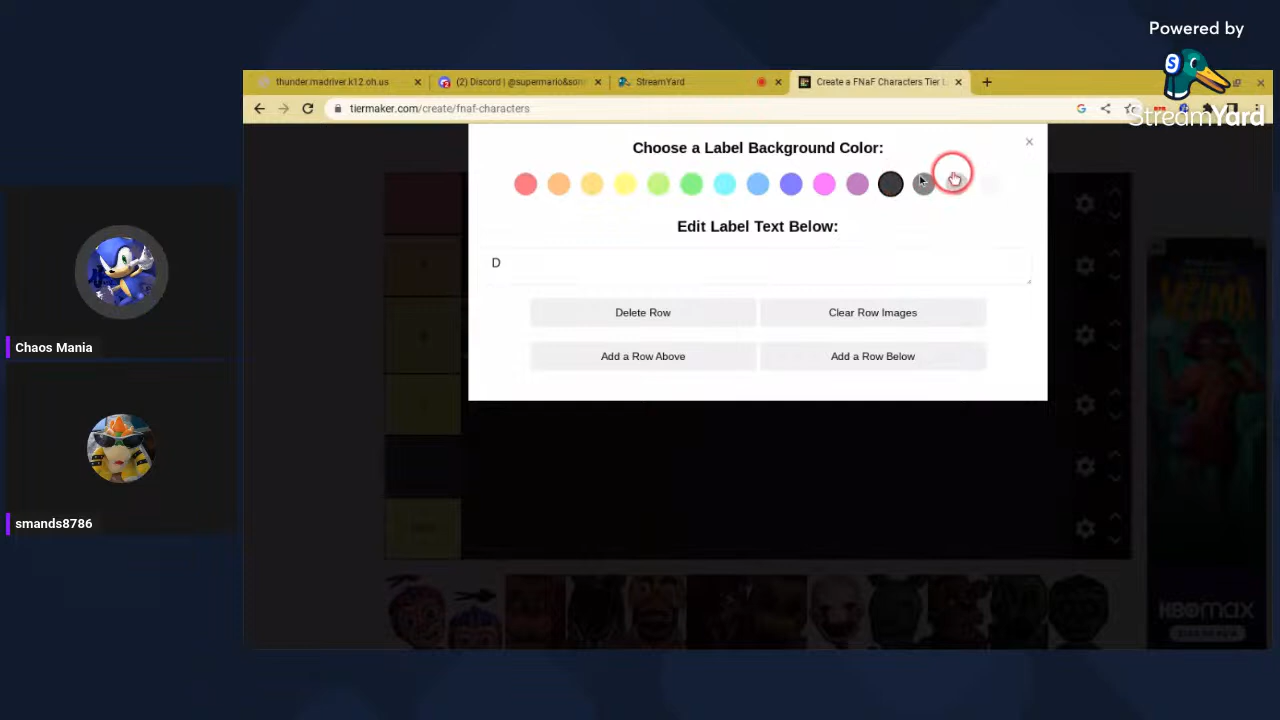 Powered by
StreamYard
thunder.madriver.k12.oh.us
(2) Discord | @supermario&son
StreamYard
Create a FNaF Characters Tier L
tiermaker.com/create/fnaf-characters
Choose a Label Background Color:
Edit Label Text Below:
D
Delete Row
Clear Row Images
Add a Row Above
Add a Row Below
Chaos Mania
smands8786
VELMA
HBOMAX